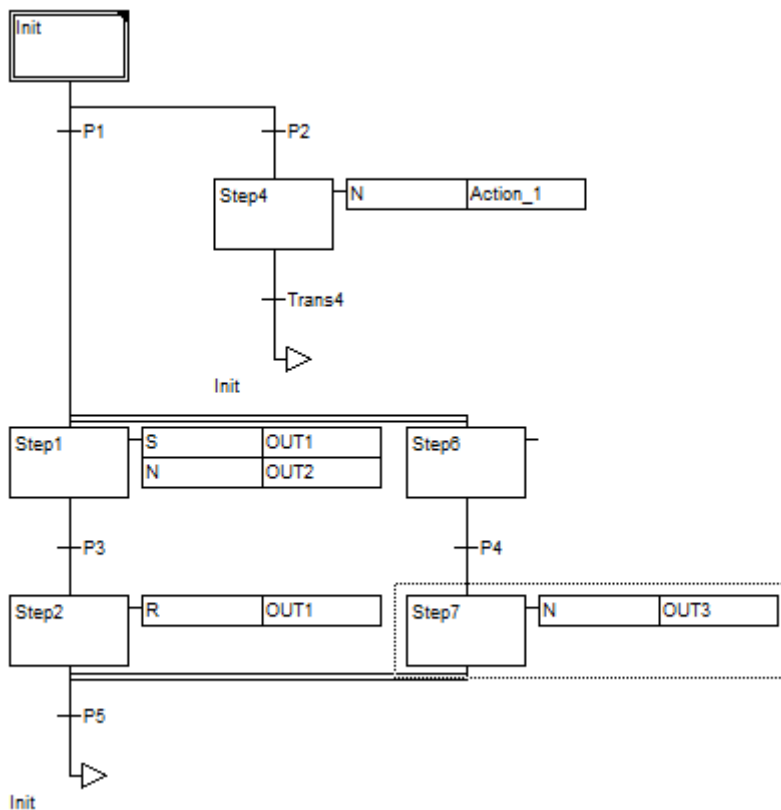 Init
P1
P2
Step4
N
Action_1
Trans4
Init
Step1
S
OUT1
N
OUT2
Step6
P3
P4
Step2
R
OUT1
Step7
N
OUT3
P5
Init